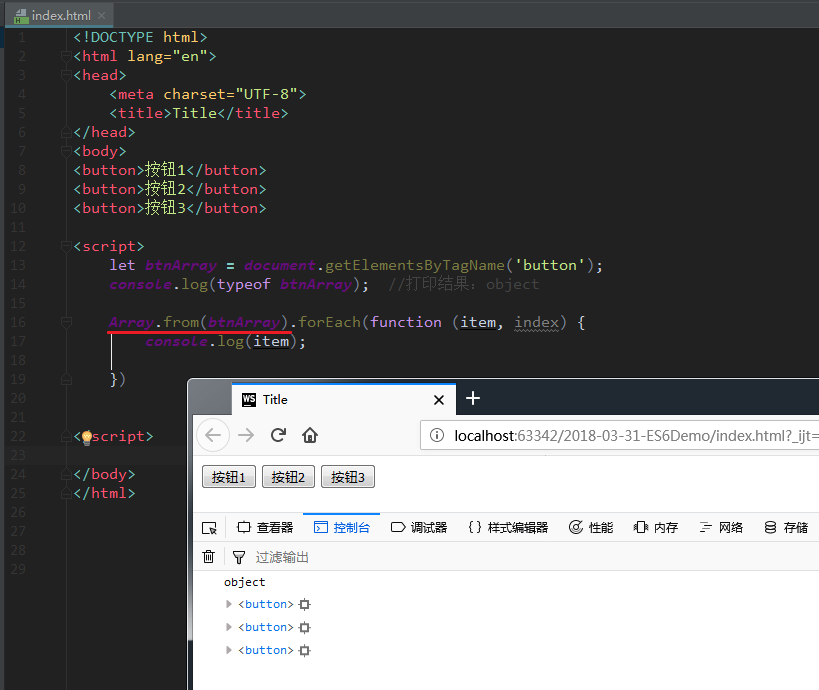 index.html
1 <!DOCTYPE html>
2 <html lang="en">
3 <head>
4 <meta charset="UTF-8">
5 <title>Title</title>
6 </head>
7 <body>
8 <button>按钮1</button>
9 <button>按钮2</button>
10 <button>按钮3</button>
11
12 <script>
13 let btnArray = document.getElementsByTagName('button');
14 console.log(typeof btnArray); //打印结果：object
15
16 Array.from(btnArray).forEach(function (item, index) {
17 console.log(item);
18
19 })
20
21
22 <script>
23
24 </body>
25 </html>
26
27
28
29
WS Title
localhost:63342/2018-03-31-ES6Demo/index.html?_ijt=
按钮1 按钮2 按钮3
查看器 控制台 调试器 {} 样式编辑器 性能 内存 网络 存储
过滤输出
object
<button>
<button>
<button>